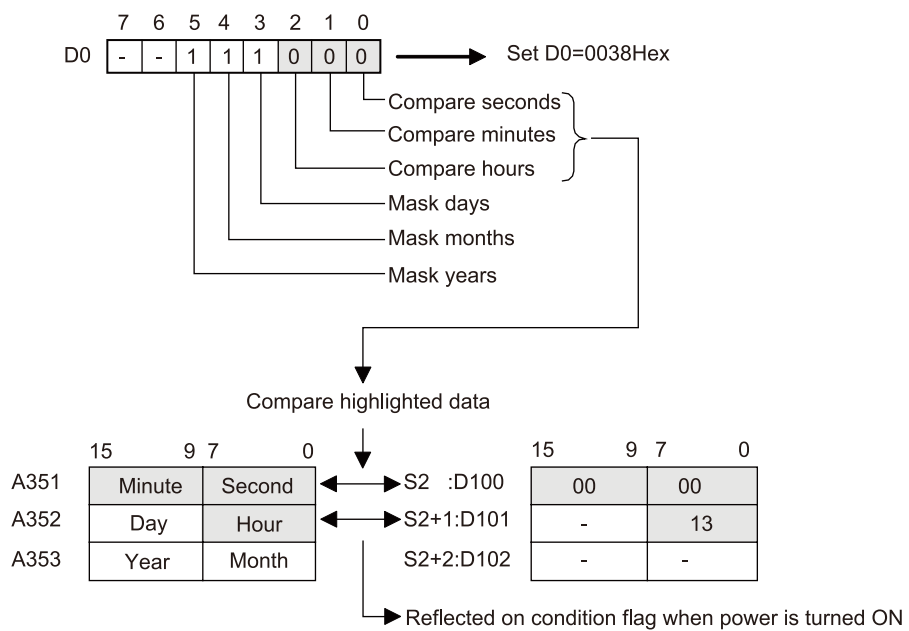 7 6 5 4 3 2 1 0
D0 - - 1 1 1 0 0 0 Set D0=0038Hex
Compare seconds
Compare minutes
Compare hours
Mask days
Mask months
Mask years
Compare highlighted data
15 9 7 0 15 9 7 0
A351 Minute Second S2 :D100 00 00
A352 Day Hour S2+1:D101 - 13
A353 Year Month S2+2:D102 - -
Reflected on condition flag when power is turned ON